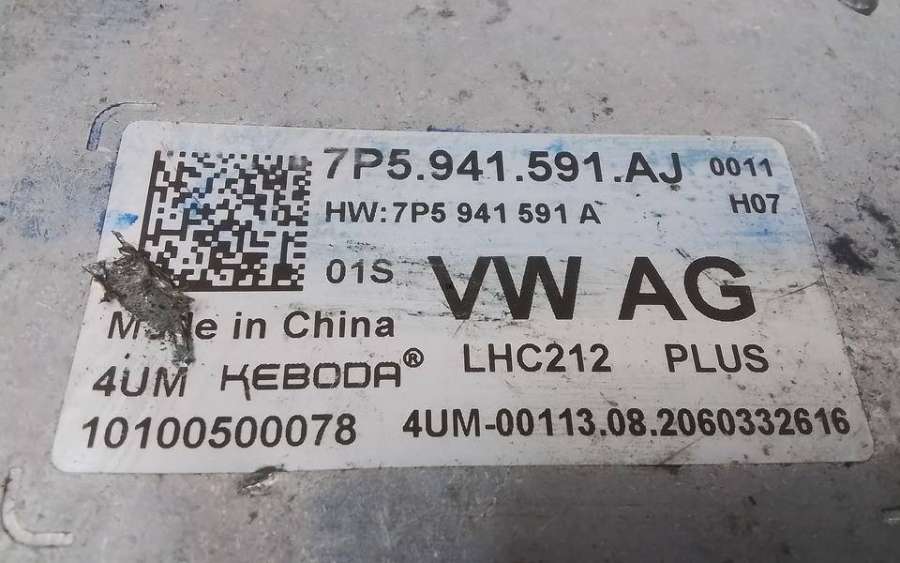 7P5.941.591.AJ 0011
HW:7P5 941 591 A H07
01S VW AG
Made in China
4UM KEBODA® LHC212 PLUS
10100500078 4UM-00113.08.2060332616